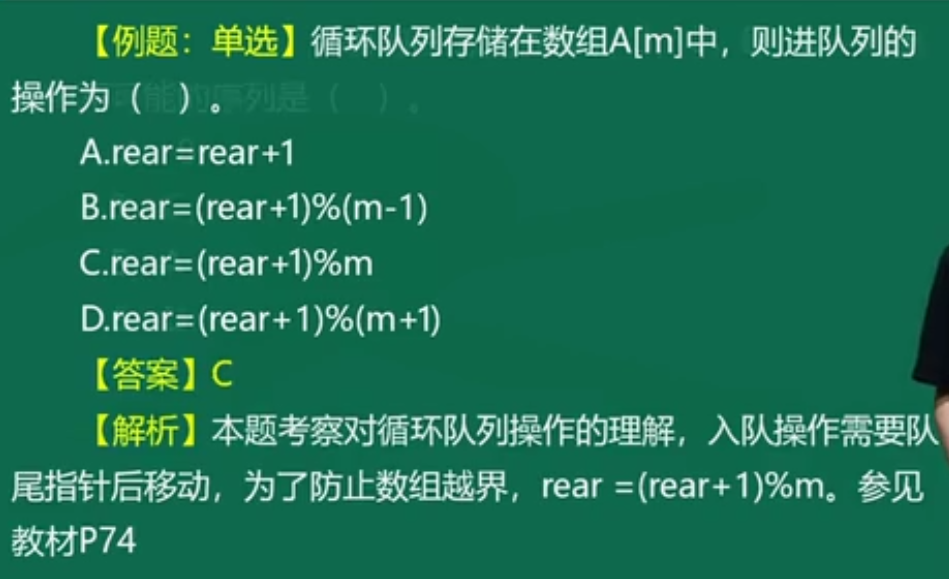 【例题：单选】循环队列存储在数组A[m]中，则进队列的
操作为（ ）。
A.rear=rear+1
B.rear=(rear+1)%(m-1)
C.rear=(rear+1)%m
D.rear=(rear+1)%(m+1)
【答案】C
【解析】本题考察对循环队列操作的理解，入队操作需要队
尾指针后移动，为了防止数组越界，rear =(rear+1)%m。参见
教材P74